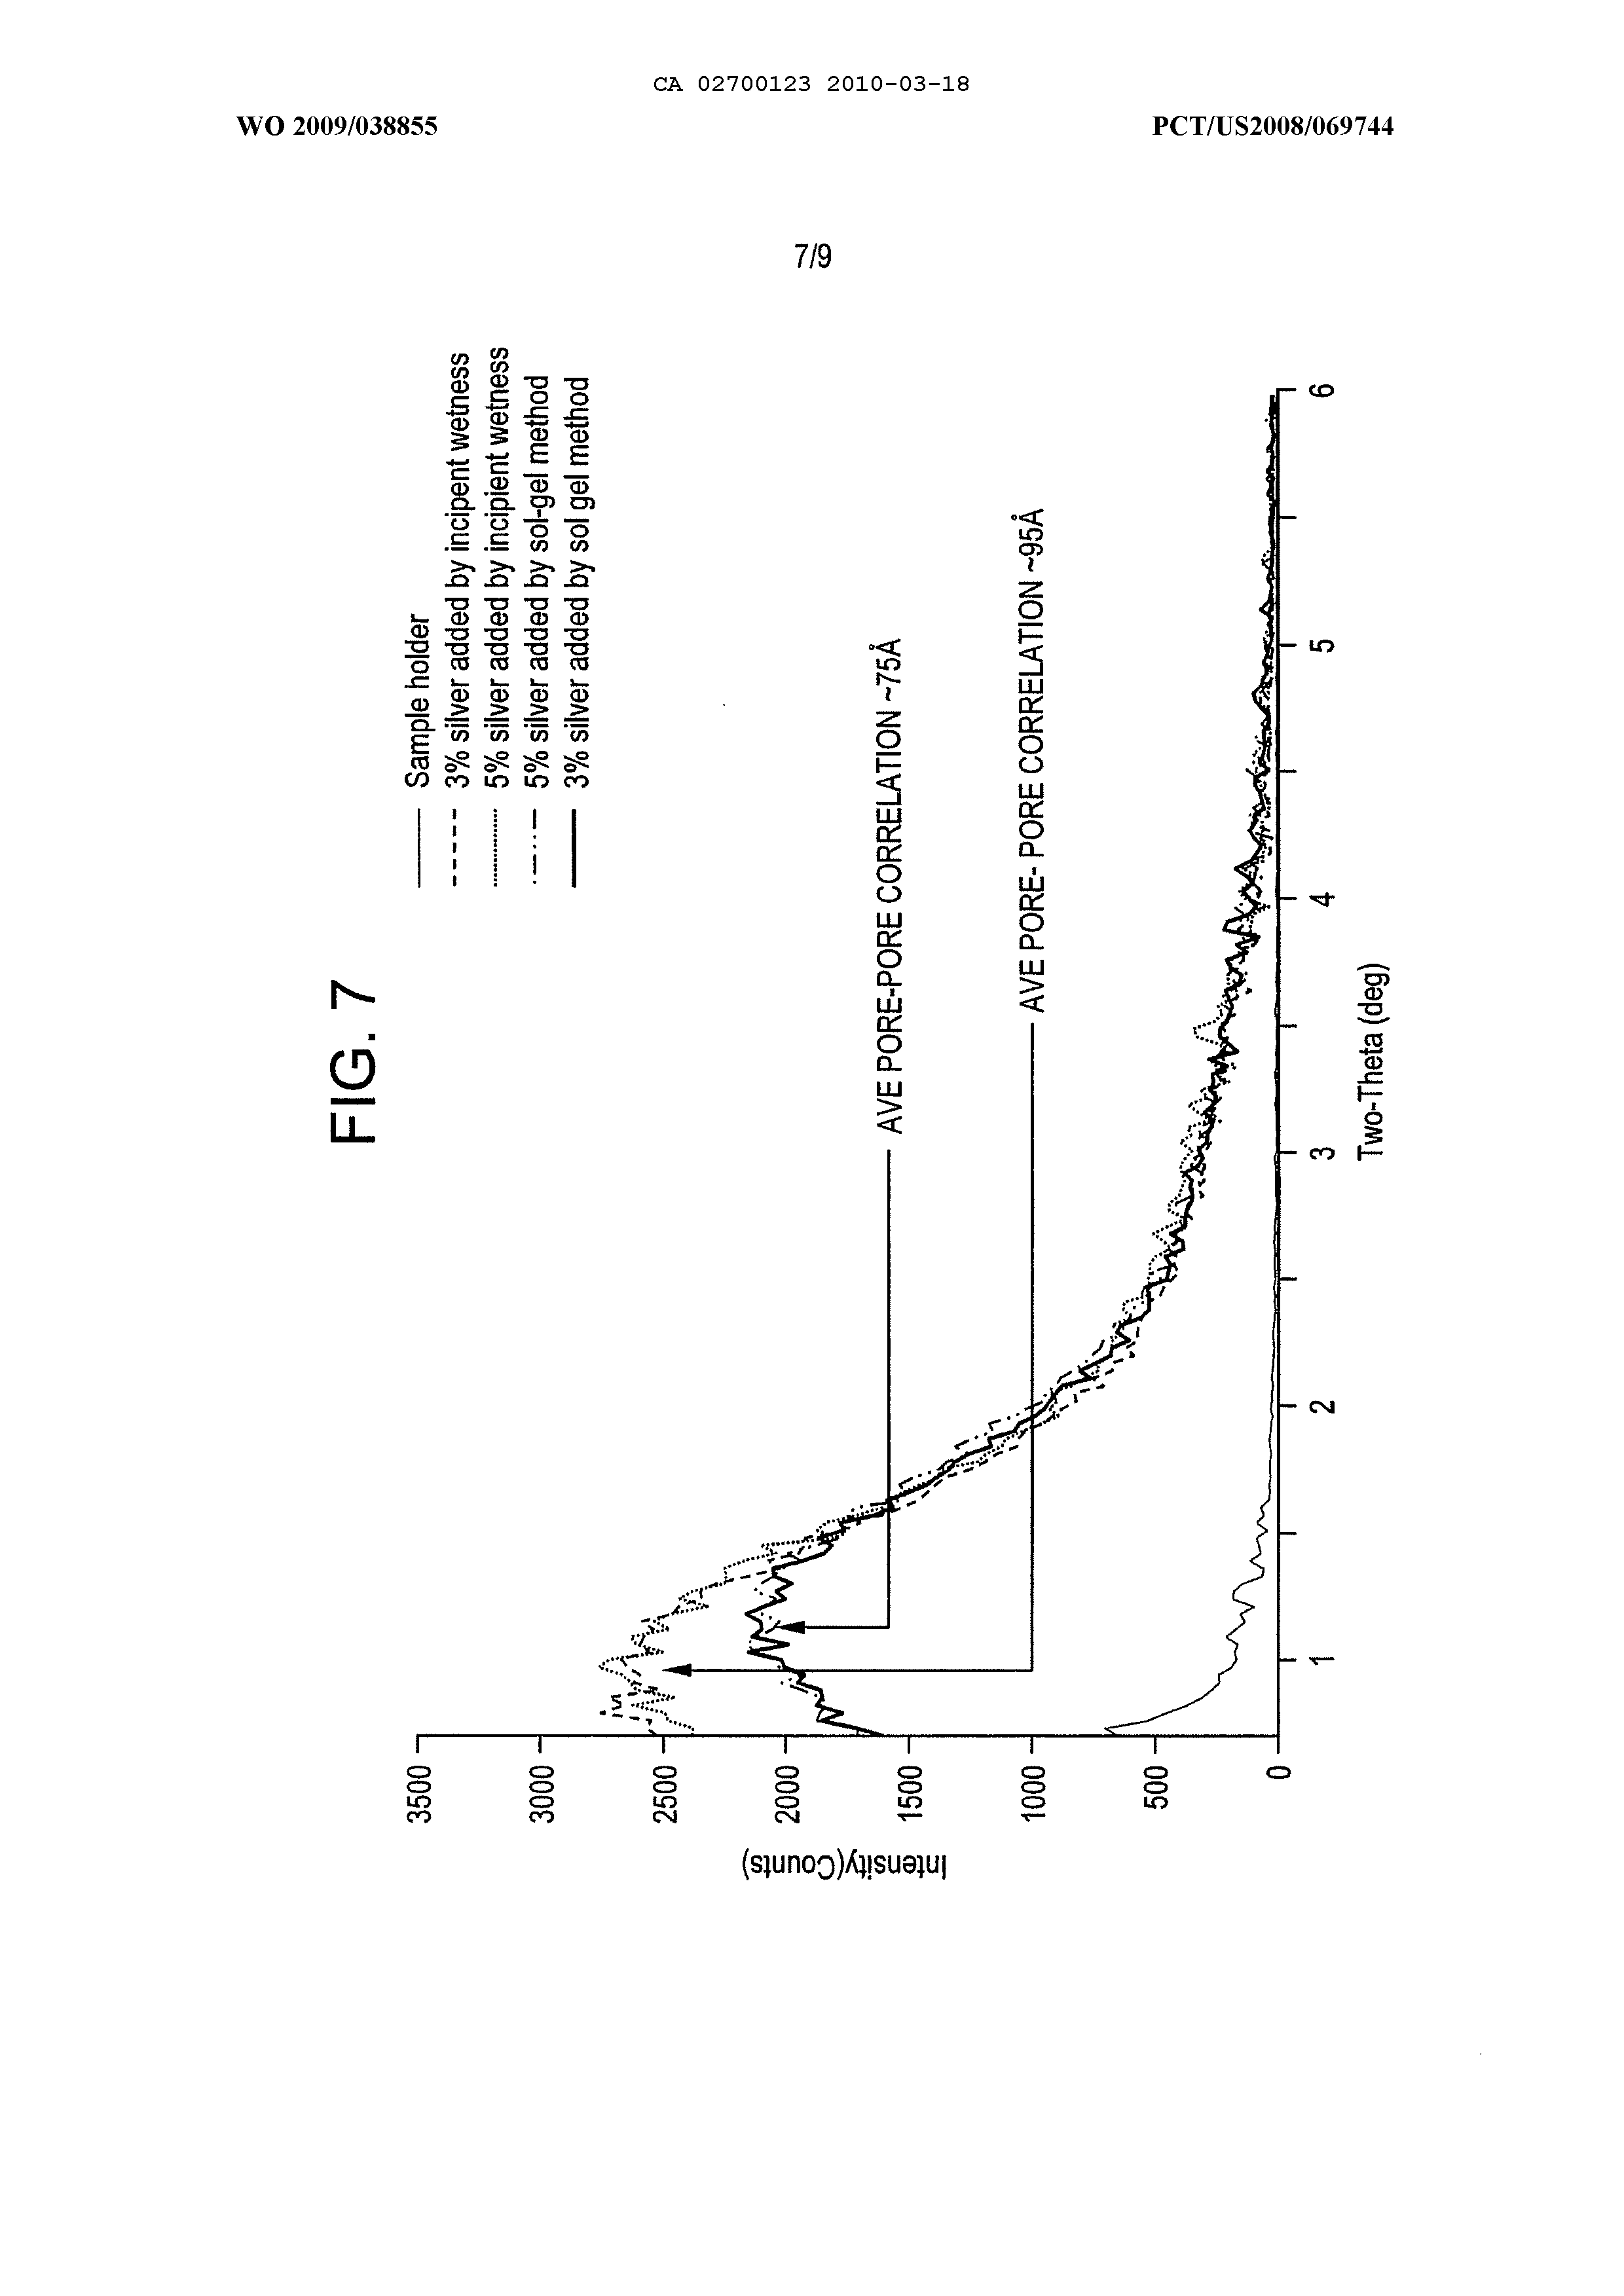 CA 02700123 2010-03-18
WO 2009/038855
PCT/US2008/069744
7/9
FIG. 7
Sample holder
3% silver added by incipent wetness
5% silver added by incipient wetness
5% silver added by sol-gel method
3% silver added by sol gel method
AVE PORE-PORE CORRELATION ~75Å
AVE PORE- PORE CORRELATION ~95Å
Intensity(Counts)
3500
3000
2500
2000
1500
1000
500
0
1
2
3
4
5
6
Two-Theta (deg)